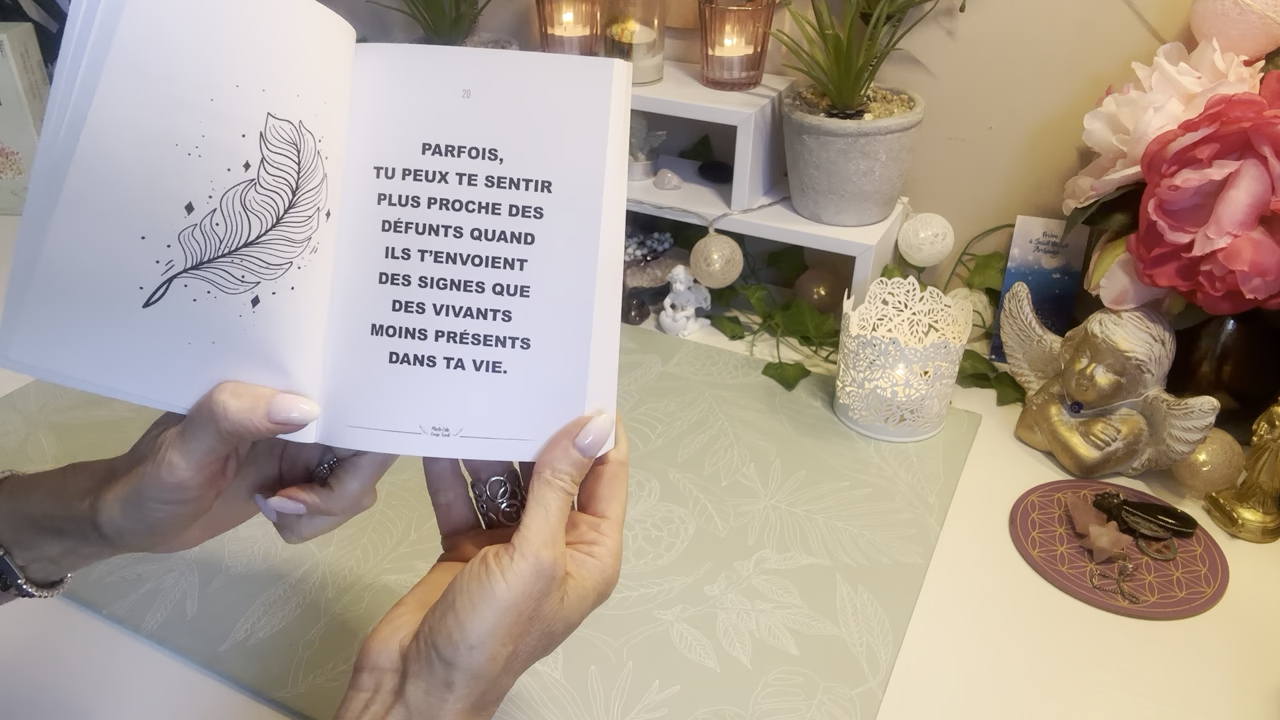 20
PARFOIS,
TU PEUX TE SENTIR
PLUS PROCHE DES
DÉFUNTS QUAND
ILS T'ENVOIENT
DES SIGNES QUE
DES VIVANTS
MOINS PRÉSENTS
DANS TA VIE.